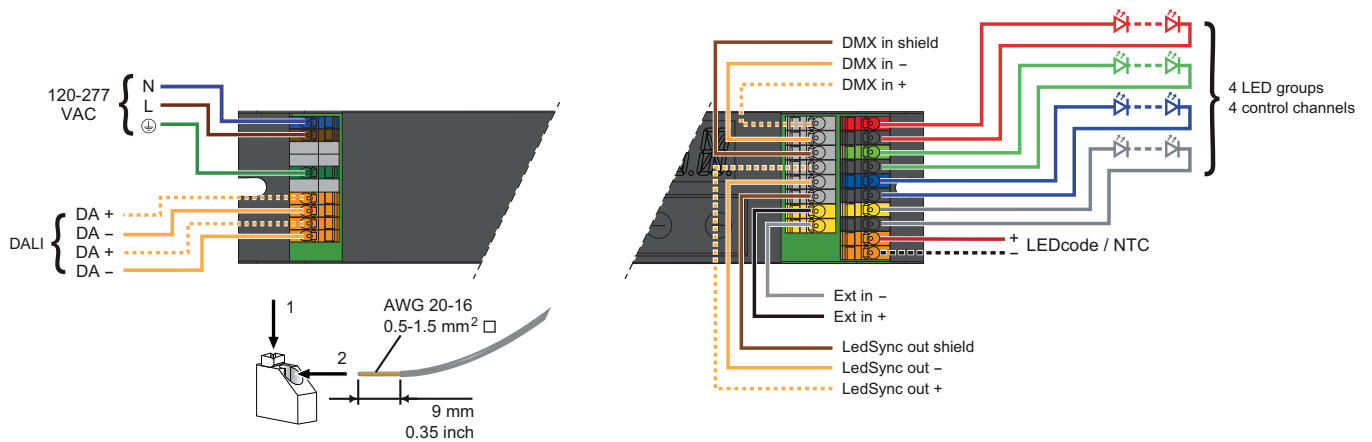 120-277
VAC
N
L
DALI
DA +
DA −
DA +
DA −
1
2
AWG 20-16
0.5-1.5 mm² □
9 mm
0.35 inch
DMX in shield
DMX in −
DMX in +
4 LED groups
4 control channels
+
−
LEDcode / NTC
Ext in −
Ext in +
LedSync out shield
LedSync out −
LedSync out +